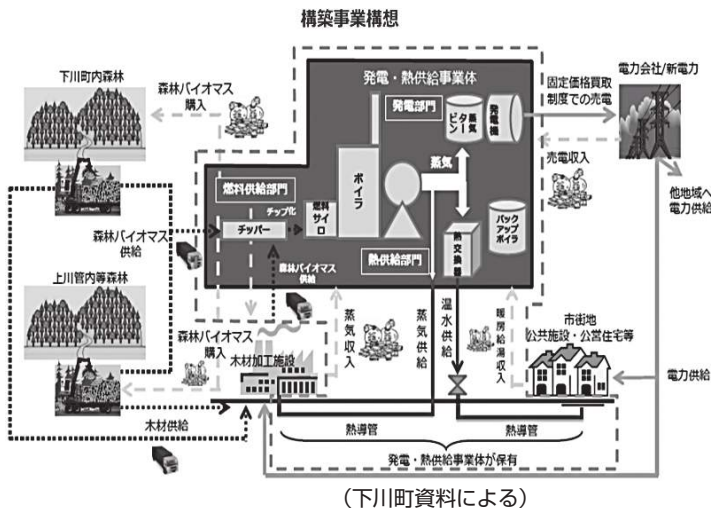 構築事業構想
下川町内森林
森林バイオマス
購入
発電・熱供給事業体
発電部門
蒸気
タービン
発電機
固定価格買取
制度での売電
電力会社/新電力
売電収入
他地域へ
電力供給
燃料供給部門
チップ化
チッパー
燃料
サイロ
ボイラ
蒸気
バック
アップ
ボイラ
熱供給部門
熱交換器
森林バイオマス
供給
森林バイオマス
供給
上川管内等森林
森林バイオマス
購入
木材加工施設
蒸気収入
蒸気供給
温水供給
暖房給湯収入
市街地
公共施設・公営住宅等
電力供給
木材供給
熱導管
熱導管
発電・熱供給事業体が保有
(下川町資料による)